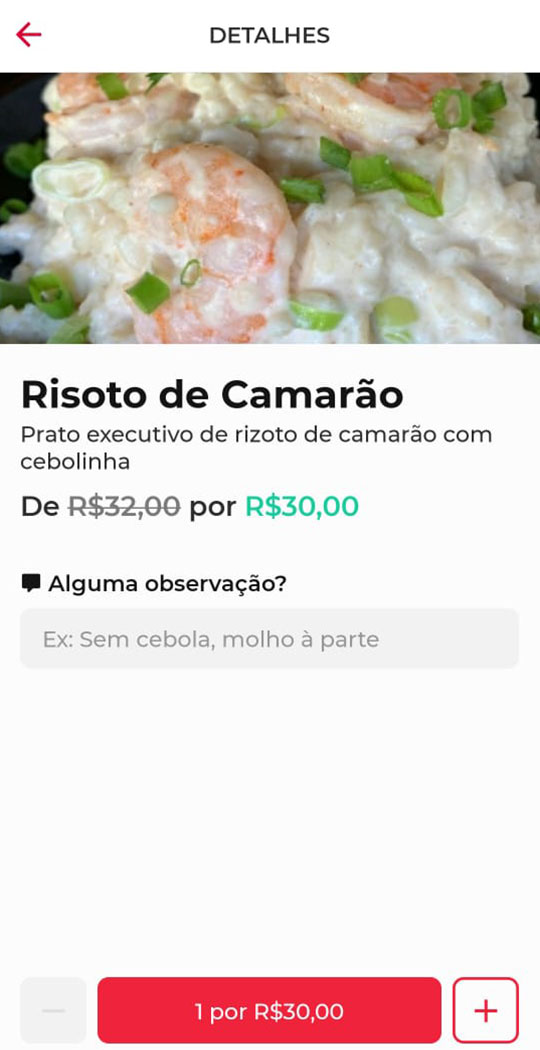 DETALHES
Risoto de Camarão
Prato executivo de rizoto de camarão com
cebolinha
De R$32,00 por R$30,00
Alguma observação?
Ex: Sem cebola, molho à parte
1 por R$30,00